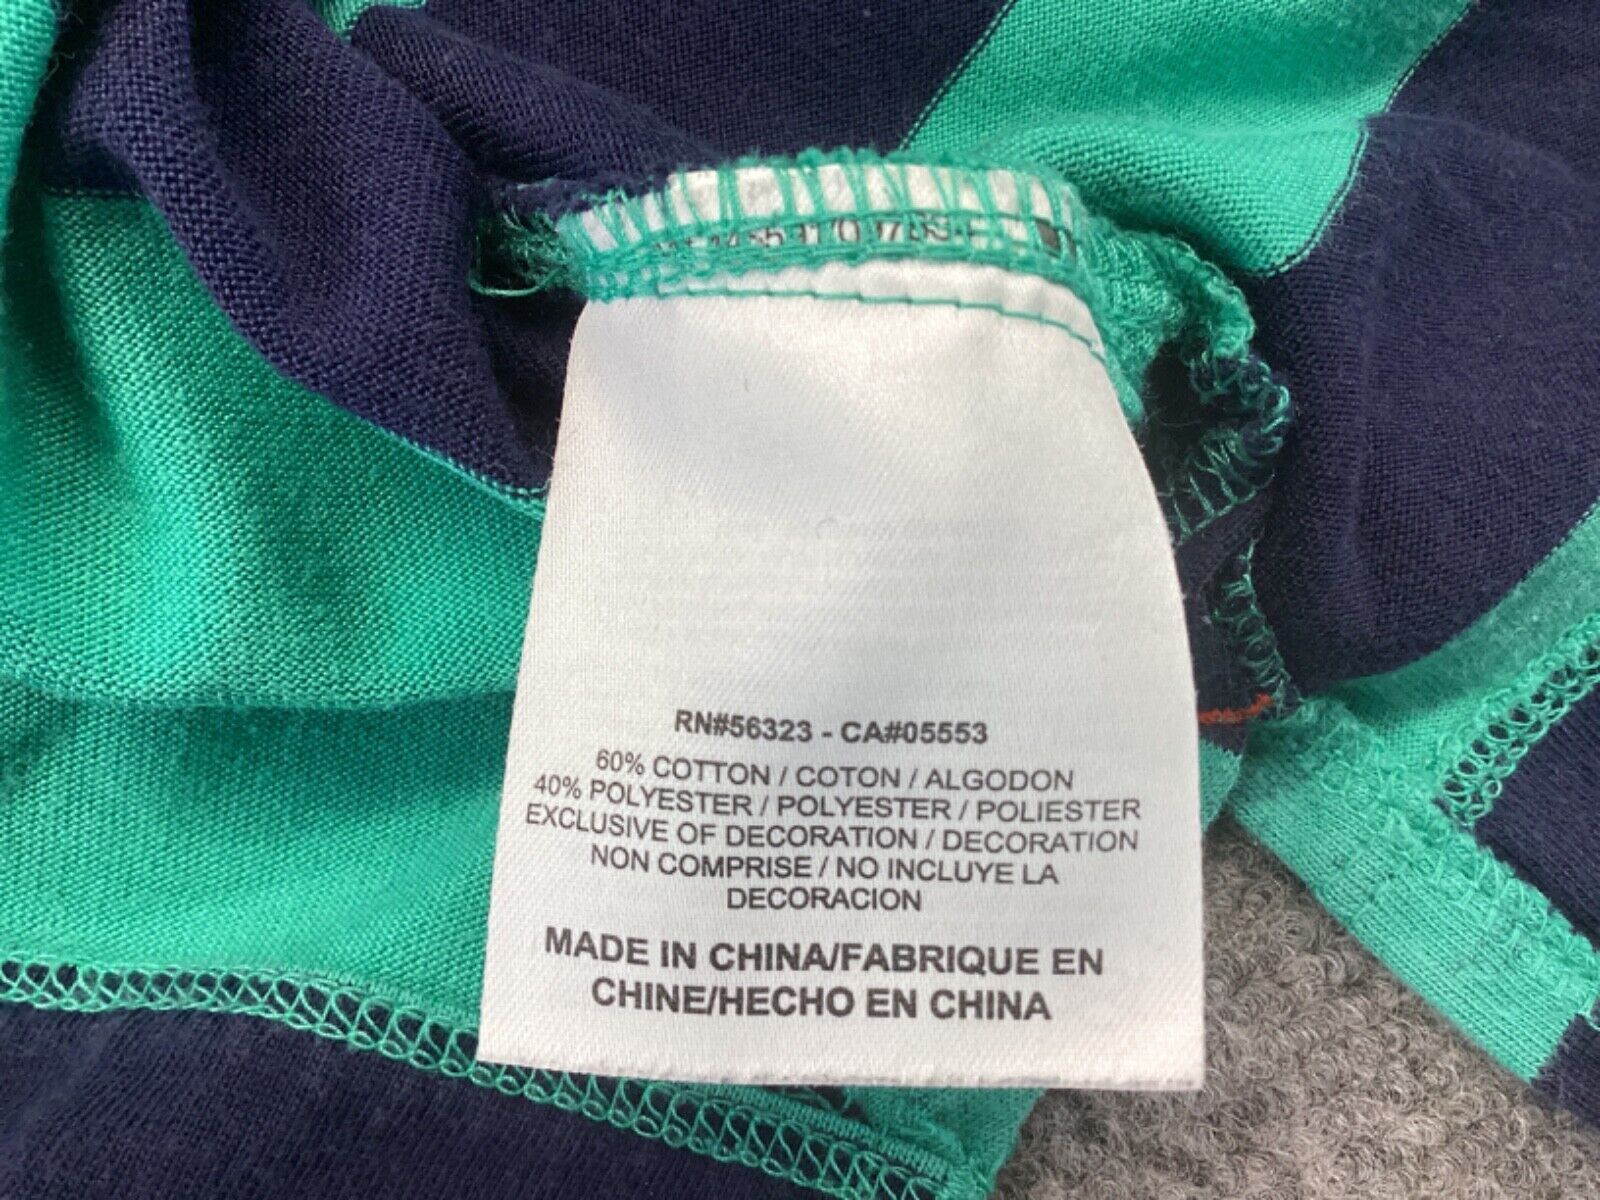 RN#56323 - CA#05553
60% COTTON / COTON / ALGODON
40% POLYESTER / POLYESTER / POLIESTER
EXCLUSIVE OF DECORATION / DECORATION
NON COMPRISE / NO INCLUYE LA
DECORACION
MADE IN CHINA/FABRIQUE EN
CHINE/HECHO EN CHINA